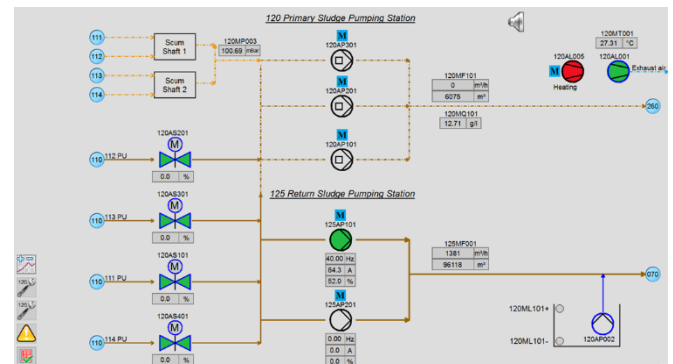 120 Primary Sludge Pumping Station
111
112
113
114
Scum
Shaft 1
Scum
Shaft 2
120MP003
100.69 mBar
M
120AP301
M
120AP201
M
120AP101
120MF101
0 m³/h
6075 m³
120MQ101
12.71 g/l
120MT001
27.31 °C
120AL005
M
Heating
120AL001
Exhaust air
260
120AS201
M
110 112 PU
0.0 %
120AS301
M
110 113 PU
0.0 %
120AS101
M
110 111 PU
0.0 %
120AS401
M
110 114 PU
0.0 %
125 Return Sludge Pumping Station
M
125AP101
40.00 Hz
64.3 A
52.0 %
M
125AP201
0.00 Hz
0.0 A
0.0 %
125MF001
1381 m³/h
96118 m³
070
120ML101+
120ML101-
120AP002